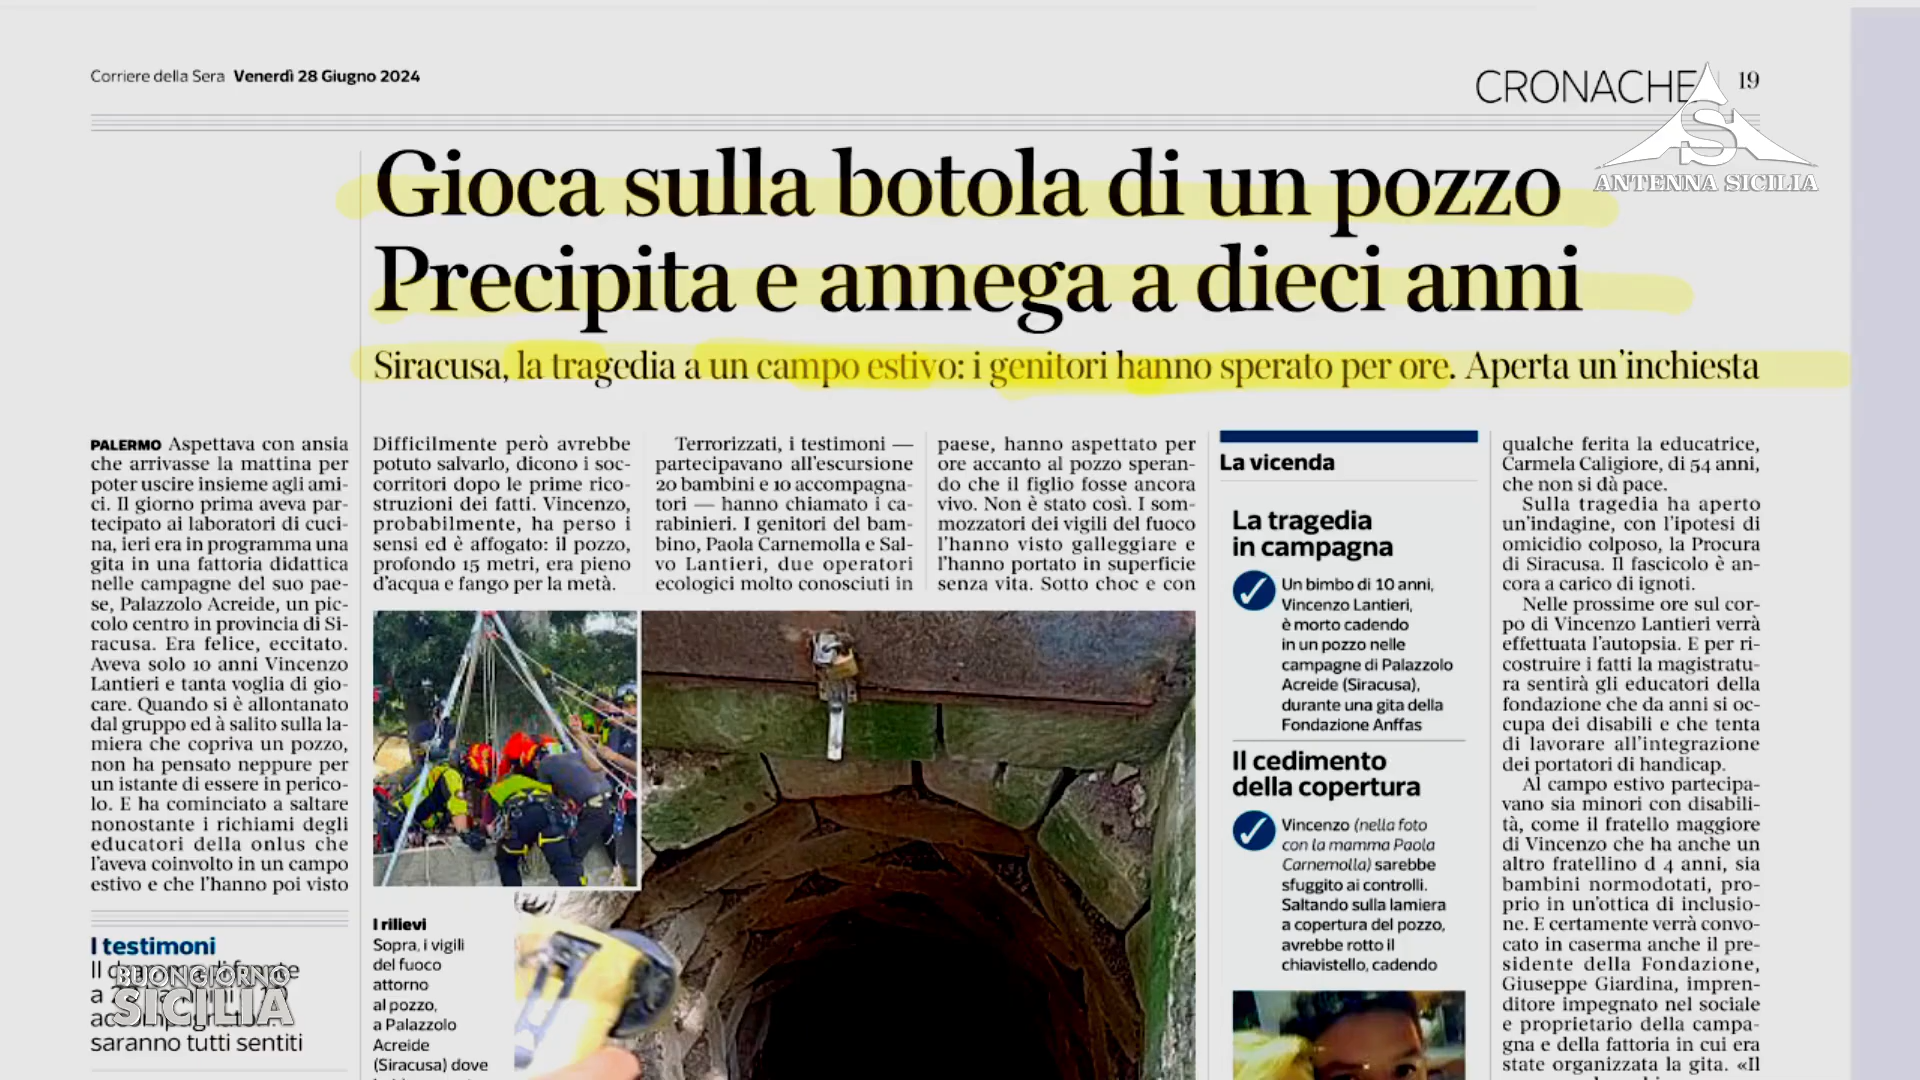 Corriere della Sera Venerdì 28 Giugno 2024
CRONACHE 19
ANTENNA SICILIA
Gioca sulla botola di un pozzo
Precipita e annega a dieci anni
Siracusa, la tragedia a un campo estivo: i genitori hanno sperato per ore. Aperta un'inchiesta
PALERMO Aspettava con ansia
che arrivasse la mattina per
poter uscire insieme agli ami-
ci. Il giorno prima aveva par-
tecipato ai laboratori di cuci-
na, ieri era in programma una
gita in una fattoria didattica
nelle campagne del suo pae-
se, Palazzolo Acreide, un pic-
colo centro in provincia di Si-
racusa. Era felice, eccitato.
Aveva solo 10 anni Vincenzo
Lantieri e tanta voglia di gio-
care. Quando si è allontanato
dal gruppo ed à salito sulla la-
miera che copriva un pozzo,
non ha pensato neppure per
un istante di essere in perico-
lo. E ha cominciato a saltare
nonostante i richiami degli
educatori della onlus che
l'aveva coinvolto in un campo
estivo e che l'hanno poi visto
I testimoni
Il
a
saranno tutti sentiti
BUONGIORNO
SICILIA
Difficilmente però avrebbe
potuto salvarlo, dicono i soc-
corritori dopo le prime rico-
struzioni dei fatti. Vincenzo,
probabilmente, ha perso i
sensi ed è affogato: il pozzo,
profondo 15 metri, era pieno
d'acqua e fango per la metà.
Terrorizzati, i testimoni —
partecipavano all'escursione
20 bambini e 10 accompagna-
tori — hanno chiamato i ca-
rabinieri. I genitori del bam-
bino, Paola Carnemolla e Sal-
vo Lantieri, due operatori
ecologici molto conosciuti in
paese, hanno aspettato per
ore accanto al pozzo speran-
do che il figlio fosse ancora
vivo. Non è stato così. I som-
mozzatori dei vigili del fuoco
l'hanno visto galleggiare e
l'hanno portato in superficie
senza vita. Sotto choc e con
I rilievi
Sopra, i vigili
del fuoco
attorno
al pozzo,
a Palazzolo
Acreide
(Siracusa) dove
La vicenda
La tragedia
in campagna
Un bimbo di 10 anni,
Vincenzo Lantieri,
è morto cadendo
in un pozzo nelle
campagne di Palazzolo
Acreide (Siracusa),
durante una gita della
Fondazione Anffas
Il cedimento
della copertura
Vincenzo (nella foto
con la mamma Paola
Carnemolla) sarebbe
sfuggito ai controlli.
Saltando sulla lamiera
a copertura del pozzo,
avrebbe rotto il
chiavistello, cadendo
qualche ferita la educatrice,
Carmela Caligiore, di 54 anni,
che non si dà pace.
Sulla tragedia ha aperto
un'indagine, con l'ipotesi di
omicidio colposo, la Procura
di Siracusa. Il fascicolo è an-
cora a carico di ignoti.
Nelle prossime ore sul cor-
po di Vincenzo Lantieri verrà
effettuata l'autopsia. E per ri-
costruire i fatti la magistratu-
ra sentirà gli educatori della
fondazione che da anni si oc-
cupa dei disabili e che tenta
di lavorare all'integrazione
dei portatori di handicap.
Al campo estivo partecipa-
vano sia minori con disabili-
tà, come il fratello maggiore
di Vincenzo che ha anche un
altro fratellino d 4 anni, sia
bambini normodotati, pro-
prio in un'ottica di inclusio-
ne. E certamente verrà convo-
cato in caserma anche il pre-
sidente della Fondazione,
Giuseppe Giardina, impren-
ditore impegnato nel sociale
e proprietario della campa-
gna e della fattoria in cui era
state organizzata la gita. «Il